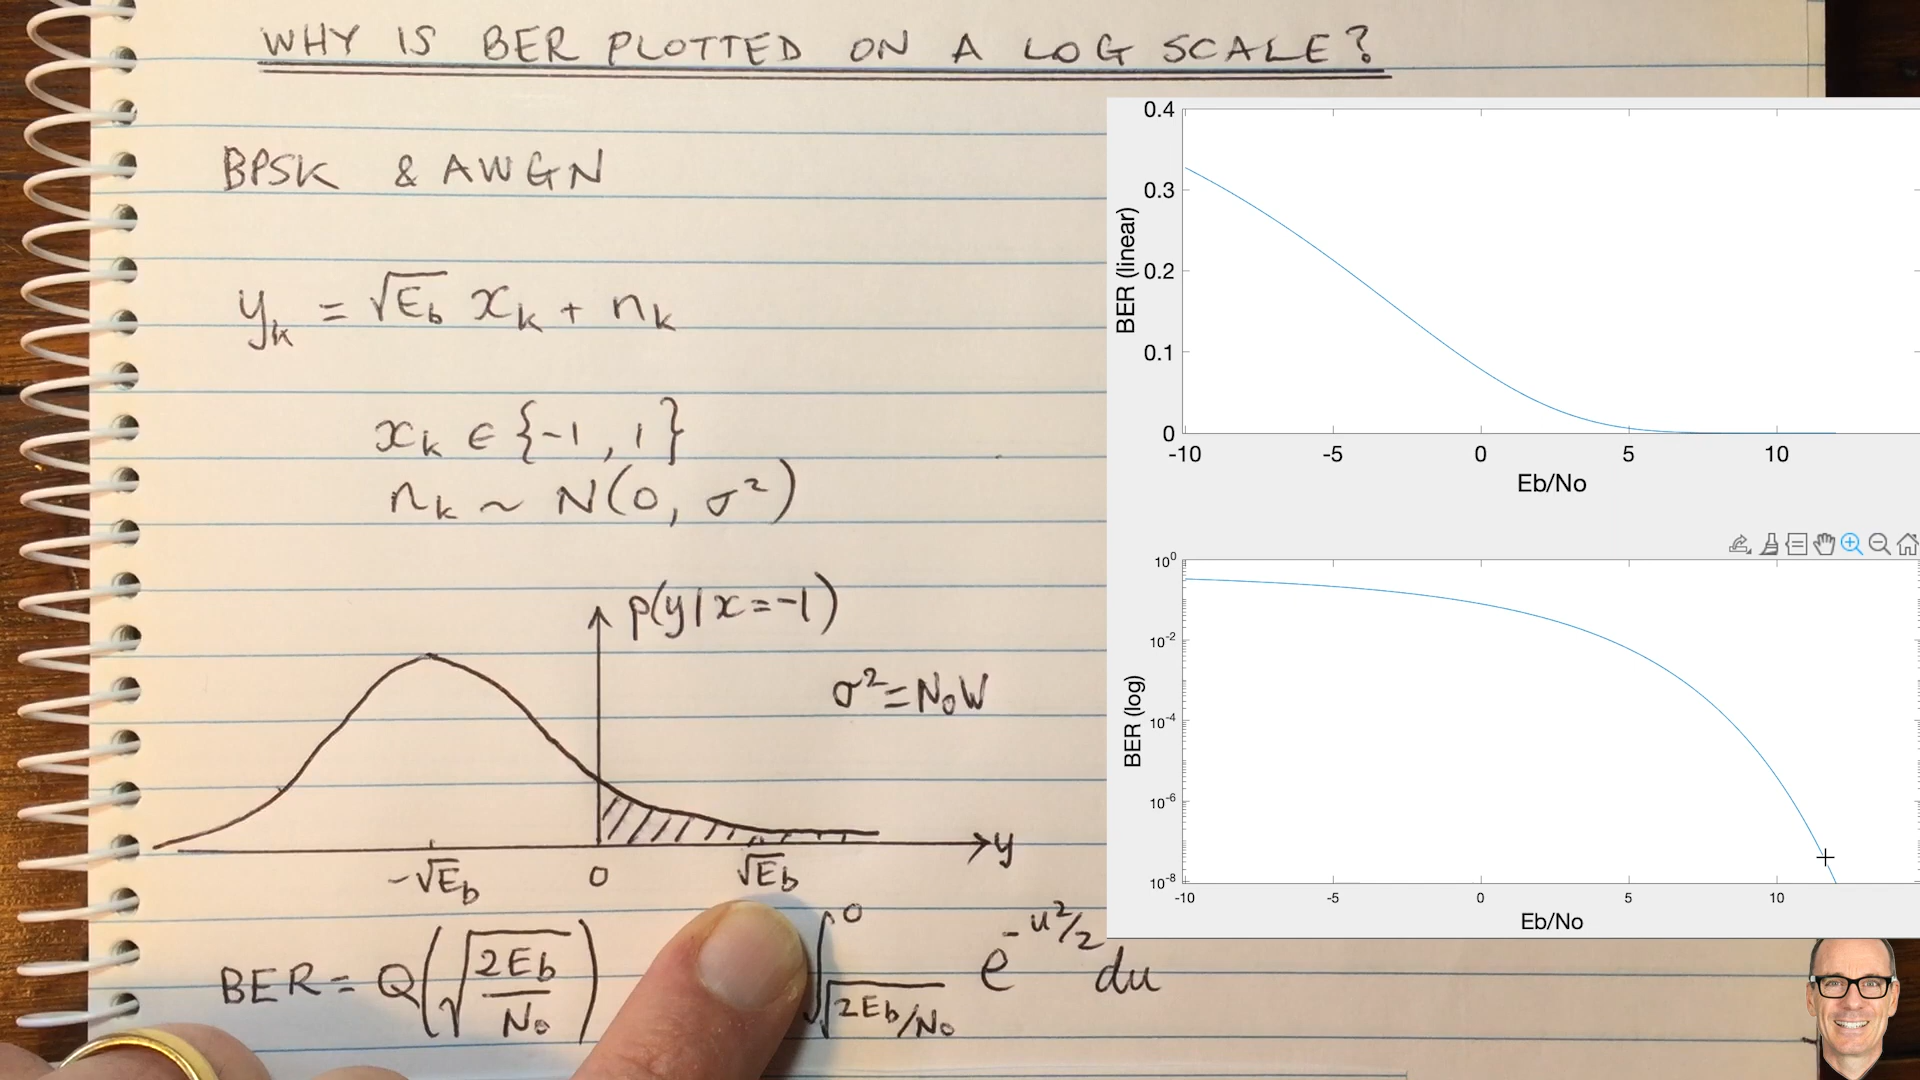 WHY IS BER PLOTTED ON A LOG SCALE?
BPSK & AWGN
yₖ = √Eb xₖ + nₖ
xₖ ∈ {-1, 1}
nₖ ~ N(0, σ²)
p(y|x=-1)
σ²=N₀W
-√Eb 0 √Eb y
BER = Q(√(2Eb/N₀)) ∫ 0 √(2Eb/N₀) e^(-u²/2) du
0.4
0.3
0.2
0.1
0
BER (linear)
-10 -5 0 5 10
Eb/No
10⁰
10⁻²
10⁻⁴
10⁻⁶
10⁻⁸
BER (log)
-10 -5 0 5 10
Eb/No